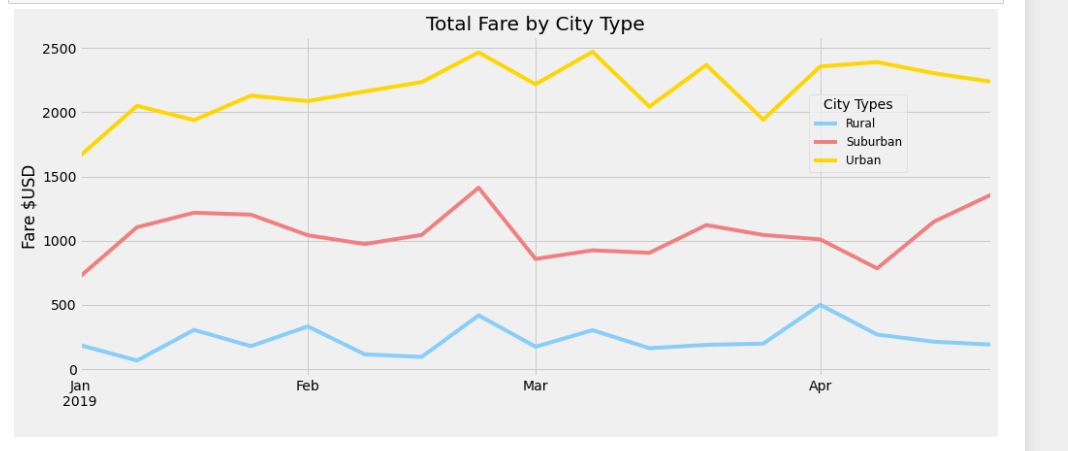 Total Fare by City Type
2500
2000
1500
1000
500
0
Fare $USD
City Types
Rural
Suburban
Urban
Jan
2019
Feb
Mar
Apr